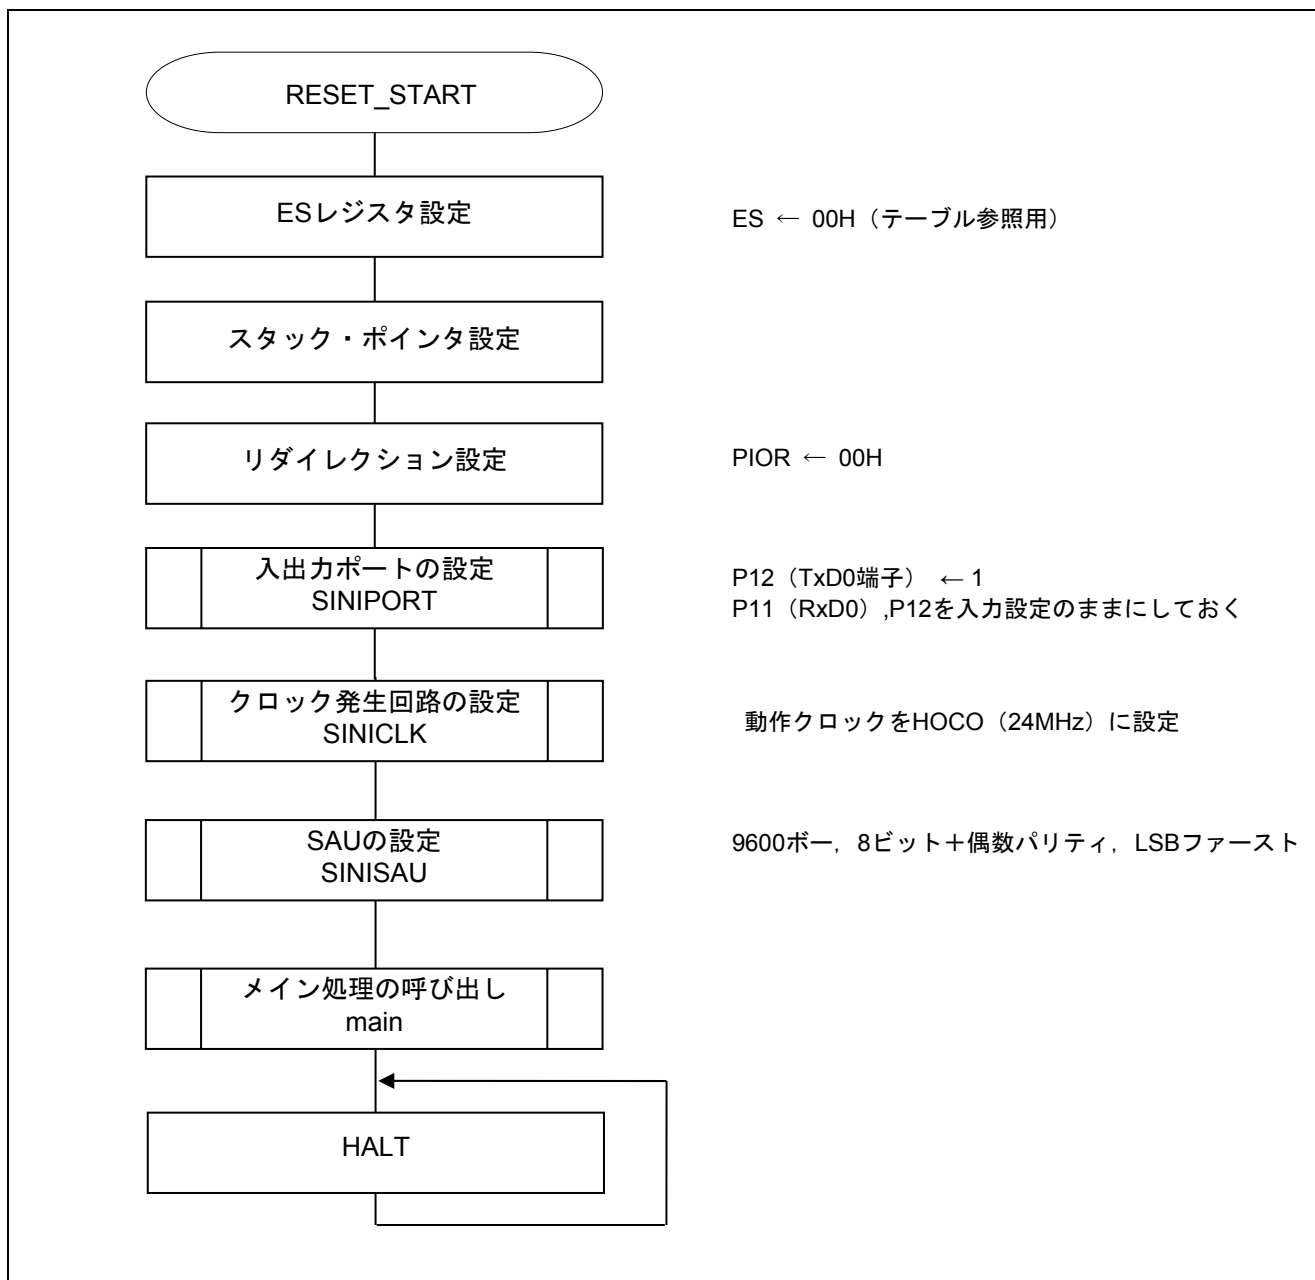 RESET_START
ESレジスタ設定
ES ← 00H（テーブル参照用）
スタック・ポインタ設定
リダイレクション設定
PIOR ← 00H
入出力ポートの設定
SINIPORT
P12（TxD0端子） ← 1
P11（RxD0）,P12を入力設定のままにしておく
クロック発生回路の設定
SINICLK
動作クロックをHOCO（24MHz）に設定
SAUの設定
SINISAU
9600ボー，8ビット＋偶数パリティ，LSBファースト
メイン処理の呼び出し
main
HALT